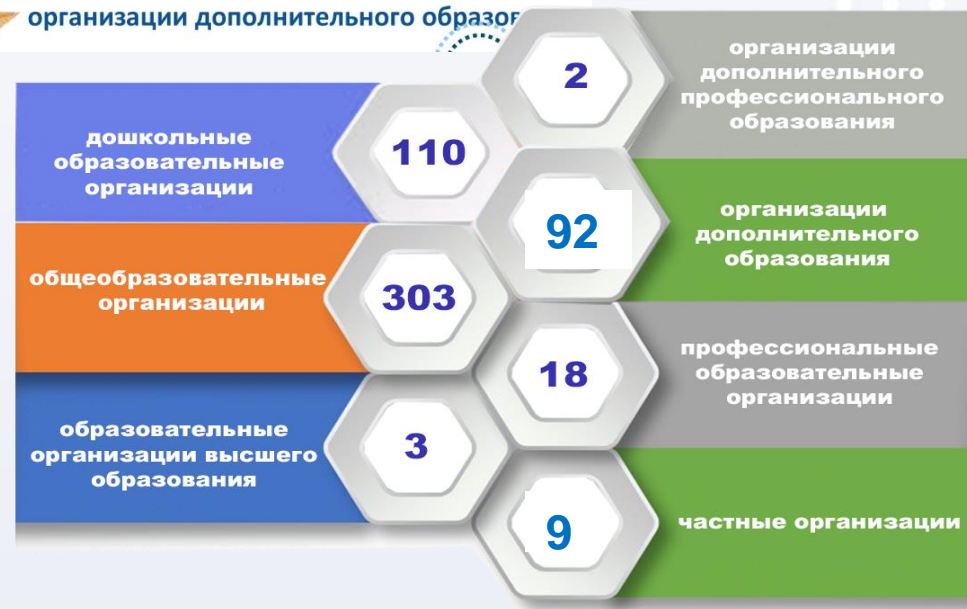 организации дополнительного
2
организации
дополнительного
профессионального
образования
дошкольные
образовательные
организации
110
92
организации
дополнительного
образования
общеобразовательные
организации
303
18
профессиональные
образовательные
организации
образовательные
организации высшего
образования
3
9
частные организации